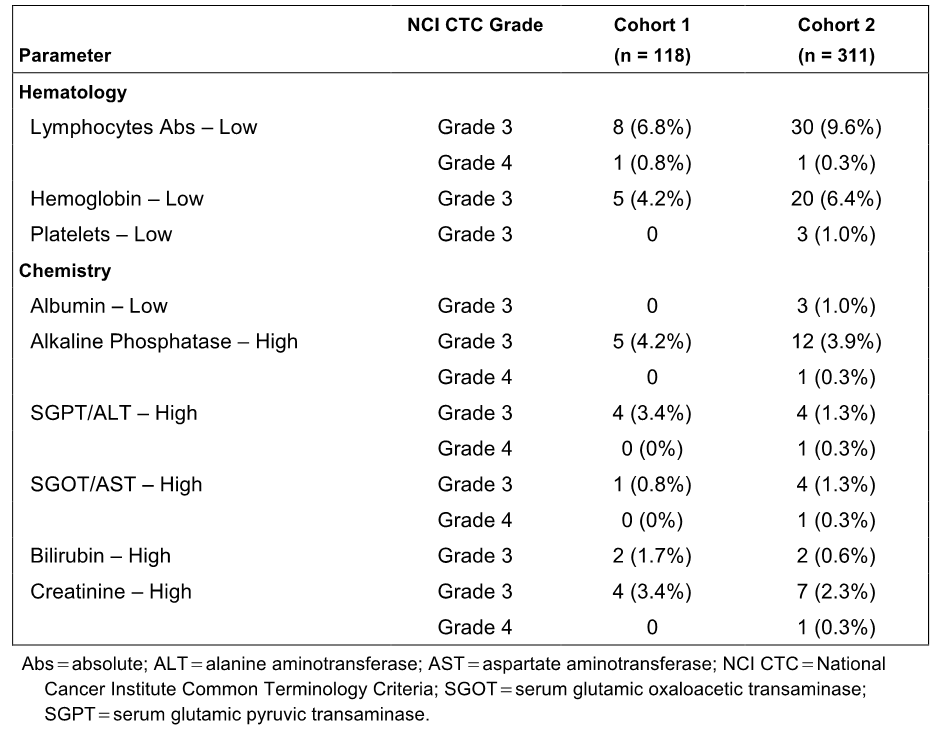 NCI CTC Grade Cohort 1 Cohort 2
Parameter (n = 118) (n = 311)
Hematology
Lymphocytes Abs – Low Grade 3 8 (6.8%) 30 (9.6%)
Grade 4 1 (0.8%) 1 (0.3%)
Hemoglobin – Low Grade 3 5 (4.2%) 20 (6.4%)
Platelets – Low Grade 3 0 3 (1.0%)
Chemistry
Albumin – Low Grade 3 0 3 (1.0%)
Alkaline Phosphatase – High Grade 3 5 (4.2%) 12 (3.9%)
Grade 4 0 1 (0.3%)
SGPT/ALT – High Grade 3 4 (3.4%) 4 (1.3%)
Grade 4 0 (0%) 1 (0.3%)
SGOT/AST – High Grade 3 1 (0.8%) 4 (1.3%)
Grade 4 0 (0%) 1 (0.3%)
Bilirubin – High Grade 3 2 (1.7%) 2 (0.6%)
Creatinine – High Grade 3 4 (3.4%) 7 (2.3%)
Grade 4 0 1 (0.3%)
Abs = absolute; ALT = alanine aminotransferase; AST = aspartate aminotransferase; NCI CTC = National
Cancer Institute Common Terminology Criteria; SGOT = serum glutamic oxaloacetic transaminase;
SGPT = serum glutamic pyruvic transaminase.